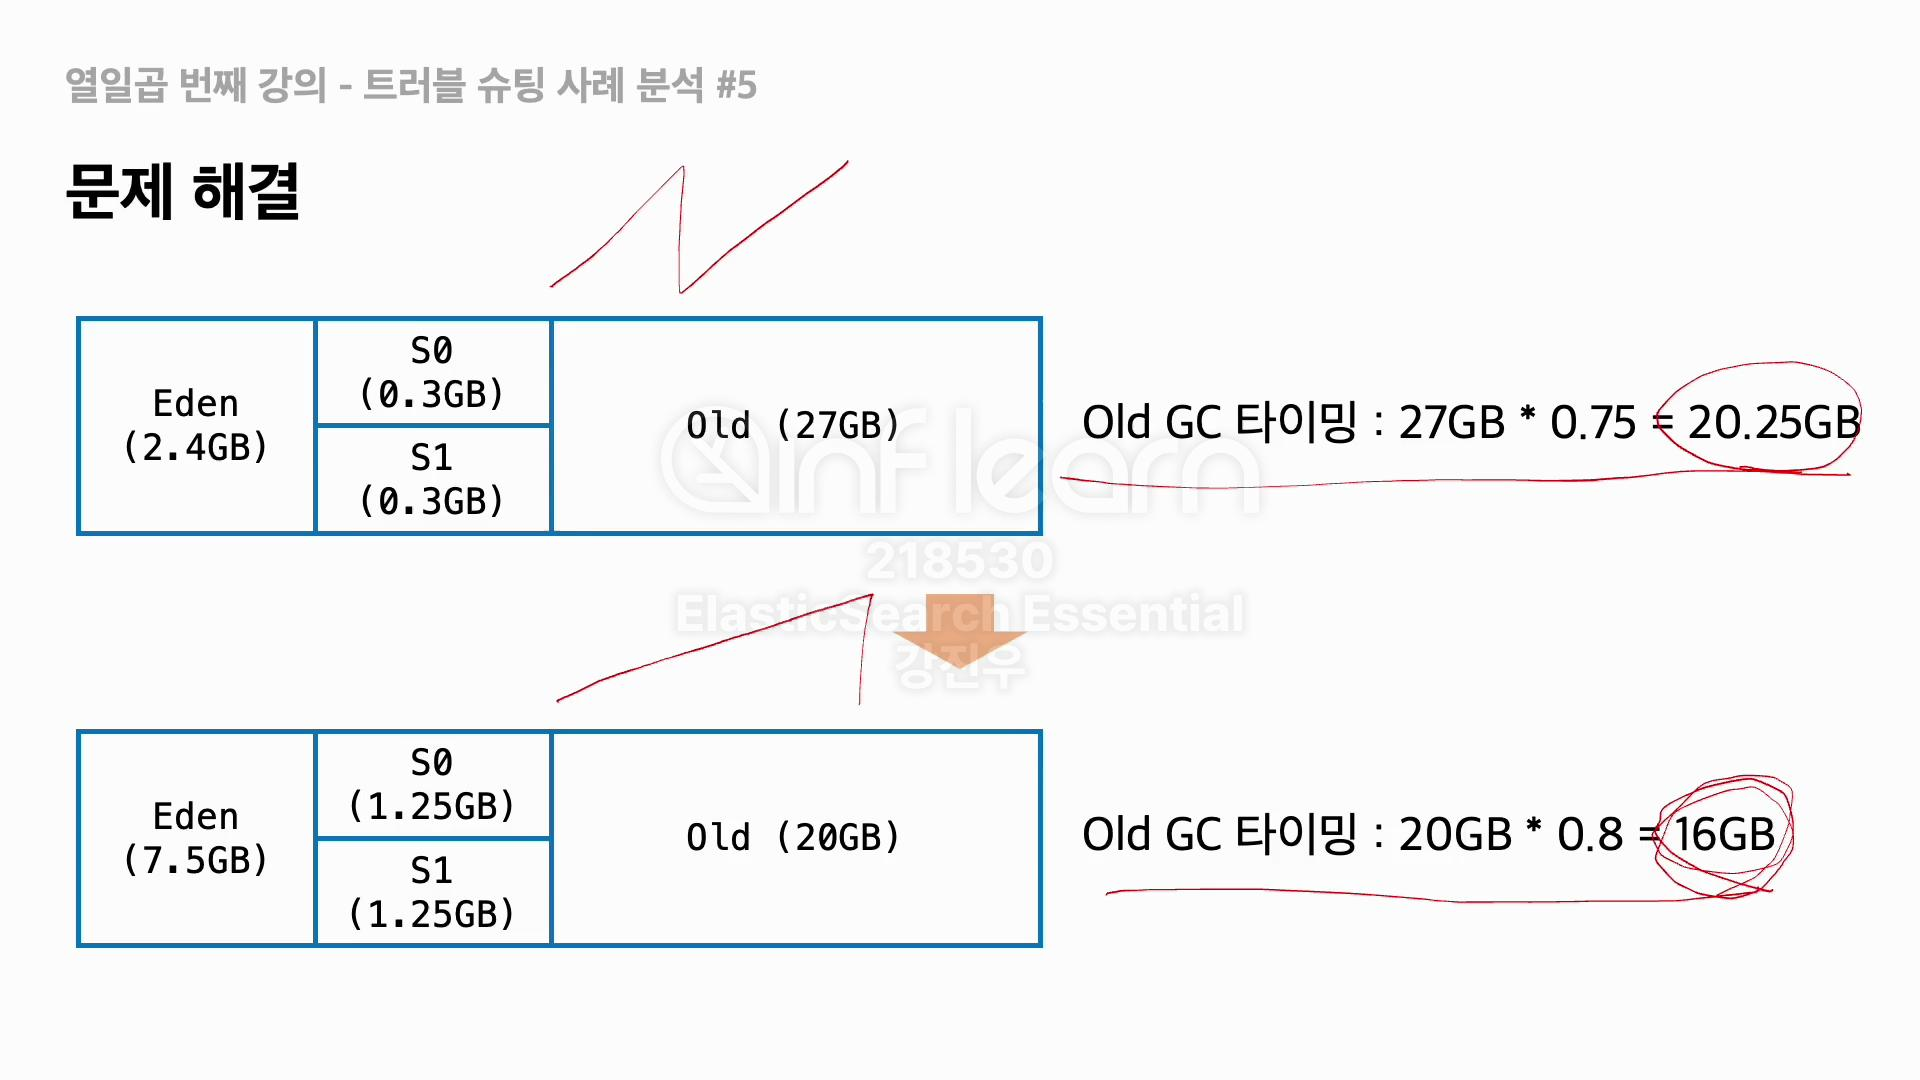 열일곱 번째 강의 - 트러블 슈팅 사례 분석 #5
문제 해결
Eden
(2.4GB)
S0
(0.3GB)
S1
(0.3GB)
Old (27GB)
Old GC 타이밍 : 27GB * 0.75 = 20.25GB
inflearn
218530
ElasticSearch Essential
강진우
Eden
(7.5GB)
S0
(1.25GB)
S1
(1.25GB)
Old (20GB)
Old GC 타이밍 : 20GB * 0.8 = 16GB